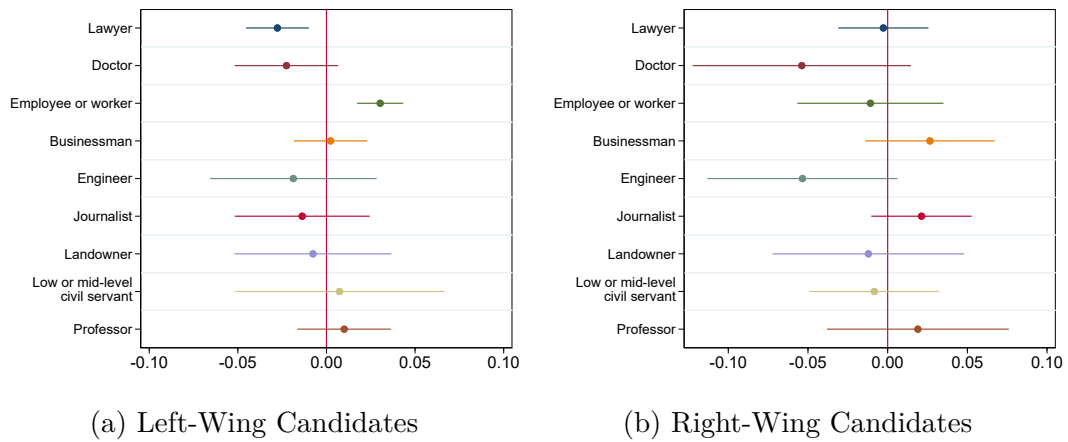 Lawyer
Doctor
Employee or worker
Businessman
Engineer
Journalist
Landowner
Low or mid-level
civil servant
Professor
-0.10 -0.05 0.00 0.05 0.10
(a) Left-Wing Candidates
Lawyer
Doctor
Employee or worker
Businessman
Engineer
Journalist
Landowner
Low or mid-level
civil servant
Professor
-0.10 -0.05 0.00 0.05 0.10
(b) Right-Wing Candidates